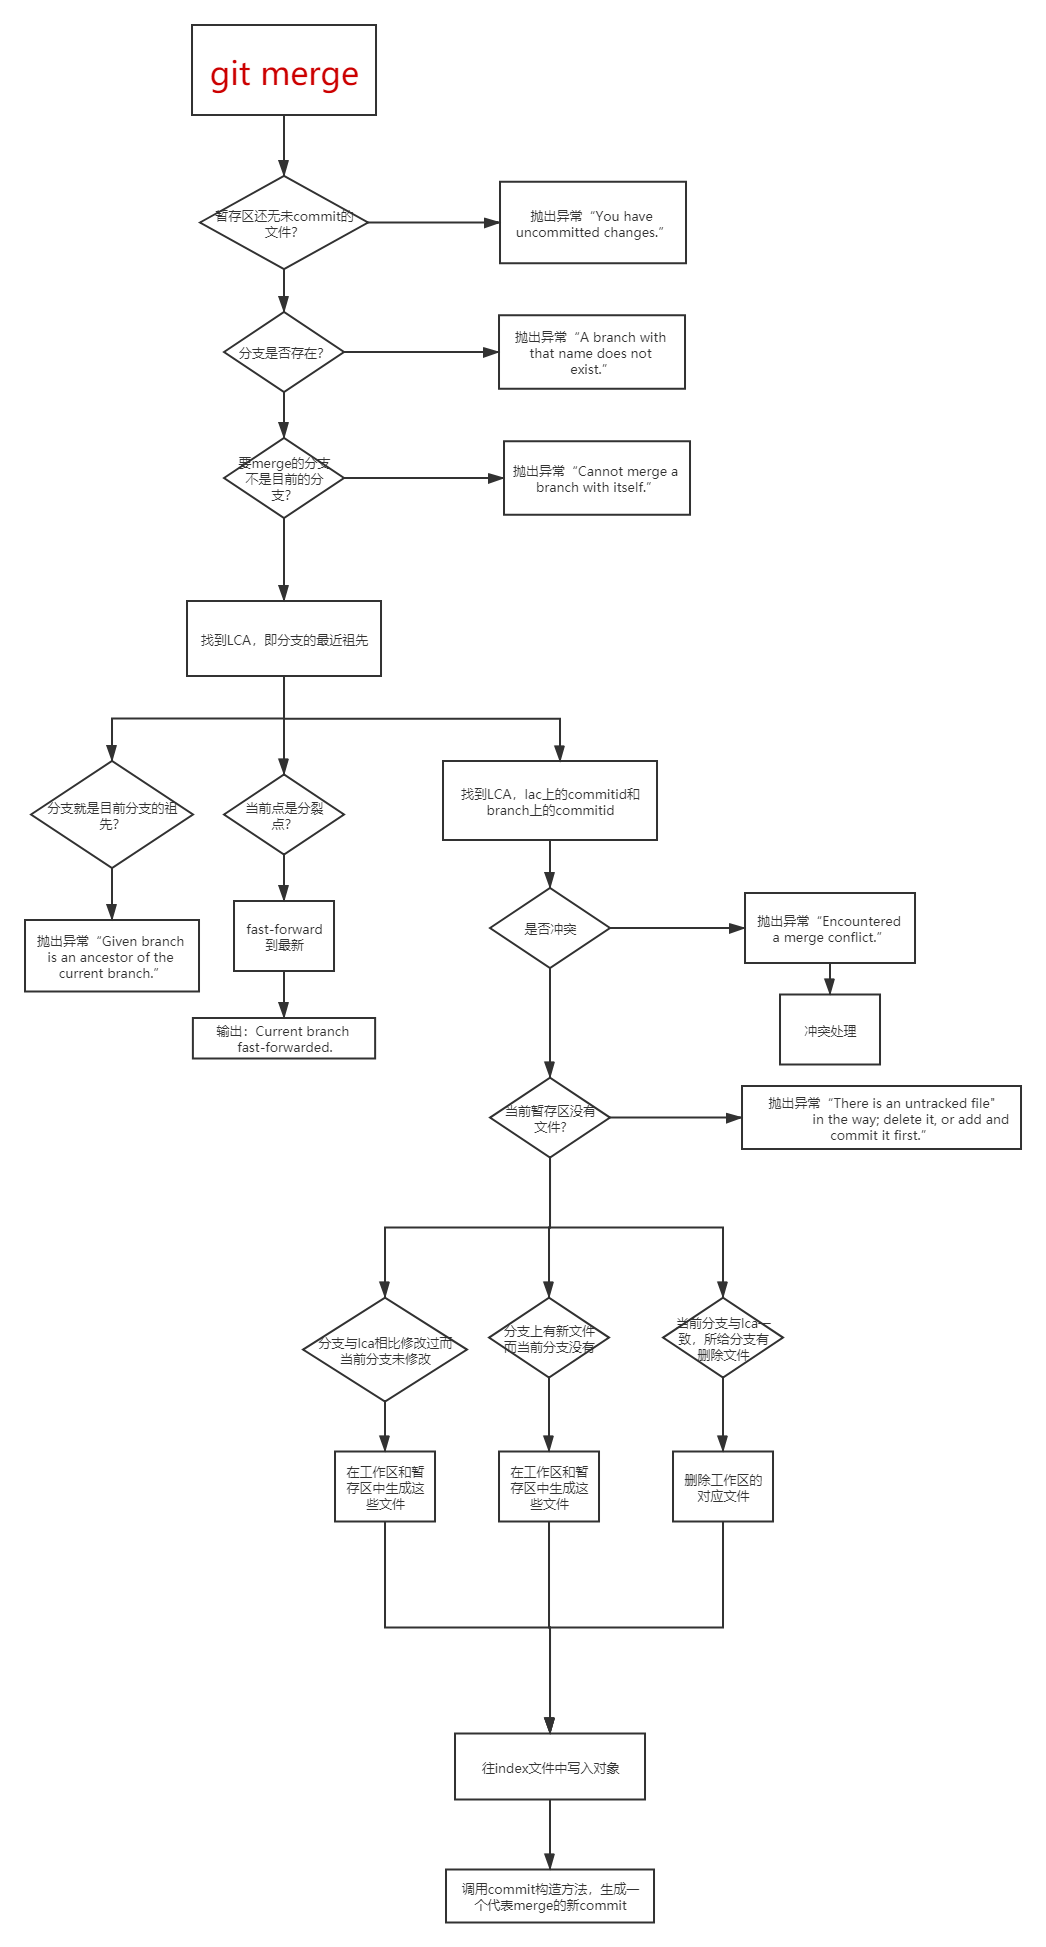 git merge
暂存区还无未commit的
文件？
抛出异常“You have
uncommitted changes.”
分支是否存在？
抛出异常“A branch with
that name does not
exist.”
要merge的分支
不是目前的分
支？
抛出异常“Cannot merge a
branch with itself.”
找到LCA，即分支的最近祖先
分支就是目前分支的祖
先？
当前点是分裂
点？
找到LCA，lac上的commitid和
branch上的commitid
抛出异常“Given branch
is an ancestor of the
current branch.”
fast-forward
到最新
是否冲突
抛出异常“Encountered
a merge conflict.”
输出：Current branch
fast-forwarded.
冲突处理
当前暂存区没有
文件？
抛出异常“There is an untracked file"
in the way; delete it, or add and
commit it first.”
分支与lca相比修改过而
当前分支未修改
分支上有新文件
而当前分支没有
当前分支与lca一
致，所给分支有
删除文件
在工作区和暂
存区中生成这
些文件
在工作区和暂
存区中生成这
些文件
删除工作区的
对应文件
往index文件中写入对象
调用commit构造方法，生成一
个代表merge的新commit